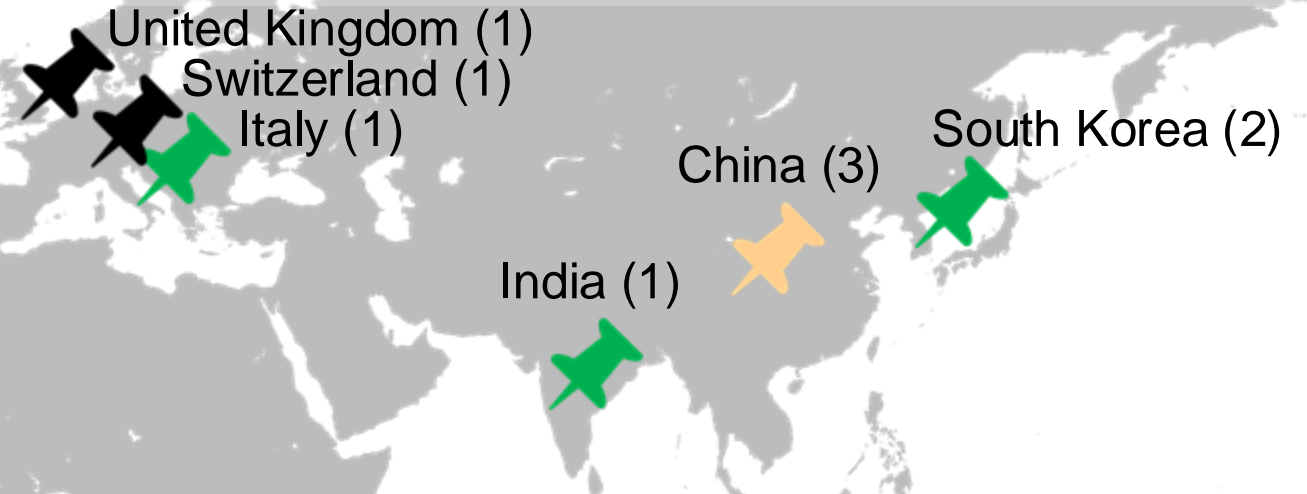 United Kingdom (1)
Switzerland (1)
Italy (1)
South Korea (2)
China (3)
India (1)